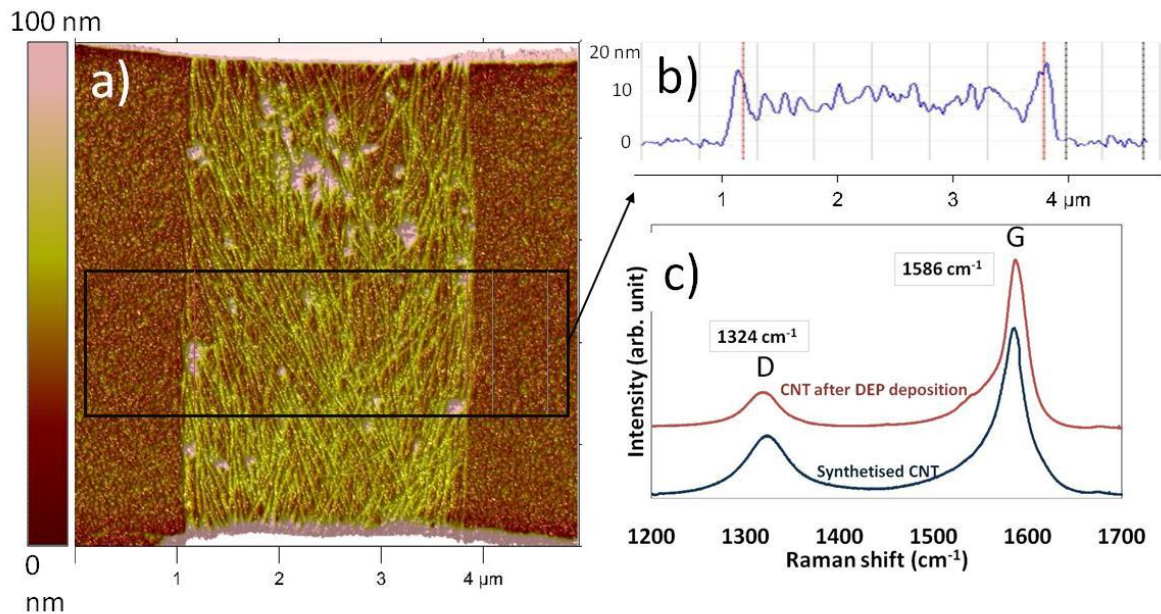 100 nm
0
nm
a)
1 2 3 4 µm
b)
20 nm
10
0
1 2 3 4 µm
c)
G
1586 cm-1
1324 cm-1
D
CNT after DEP deposition
Synthetised CNT
Intensity (arb. unit)
1200 1300 1400 1500 1600 1700
Raman shift (cm-1)